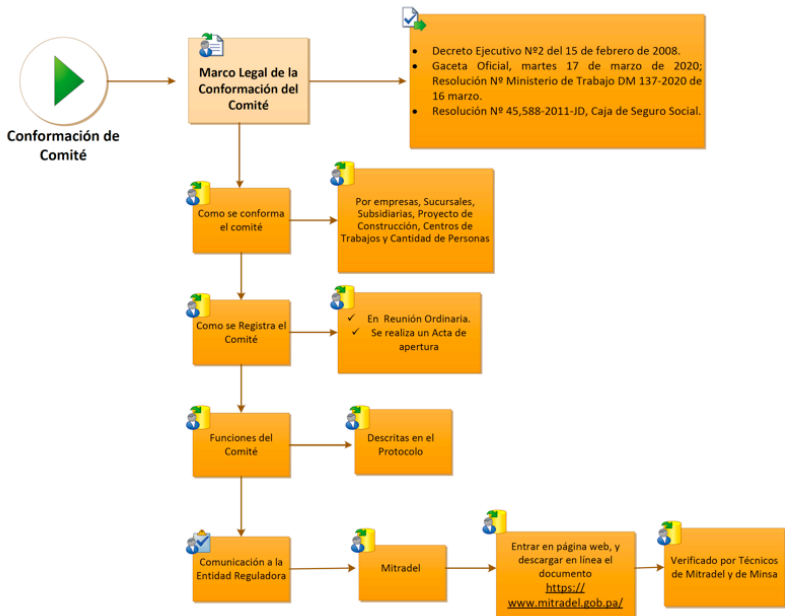 Conformación de
Comité
Marco Legal de la
Conformación del
Comité
• Decreto Ejecutivo Nº2 del 15 de febrero de 2008.
• Gaceta Oficial, martes 17 de marzo de 2020;
Resolución Nº Ministerio de Trabajo DM 137-2020 de
16 marzo.
• Resolución Nº 45,588-2011-JD, Caja de Seguro Social.
Como se conforma
el comité
Por empresas, Sucursales,
Subsidiarias, Proyecto de
Construcción, Centros de
Trabajos y Cantidad de Personas
Como se Registra el
Comité
✓ En Reunión Ordinaria.
✓ Se realiza un Acta de
apertura
Funciones del
Comité
Descritas en el
Protocolo
Comunicación a la
Entidad Reguladora
Mitradel
Entrar en página web, y
descargar en línea el
documento
https://
www.mitradel.gob.pa/
Verificado por Técnicos
de Mitradel y de Minsa